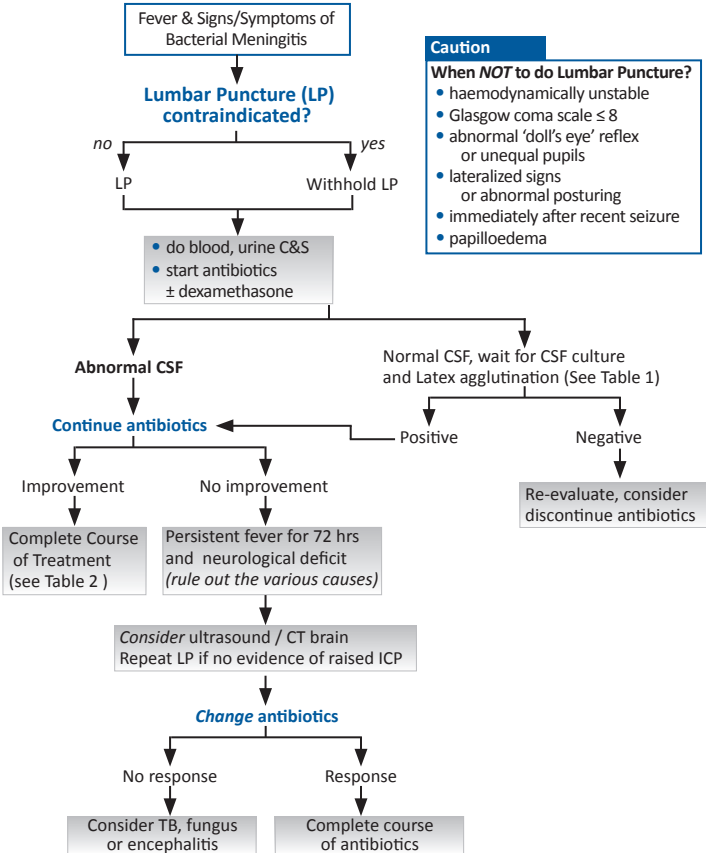 Fever & Signs/Symptoms of
Bacterial Meningitis
Caution
When NOT to do Lumbar Puncture?
• haemodynamically unstable
• Glasgow coma scale ≤ 8
• abnormal ‘doll’s eye’ reflex
or unequal pupils
• lateralized signs
or abnormal posturing
• immediately after recent seizure
• papilloedema
Lumbar Puncture (LP)
contraindicated?
no
yes
LP
Withhold LP
• do blood, urine C&S
• start antibiotics
± dexamethasone
Abnormal CSF
Normal CSF, wait for CSF culture
and Latex agglutination (See Table 1)
Continue antibiotics
Positive
Negative
Improvement
No improvement
Re-evaluate, consider
discontinue antibiotics
Complete Course
of Treatment
(see Table 2 )
Persistent fever for 72 hrs
and neurological deficit
(rule out the various causes)
Consider ultrasound / CT brain
Repeat LP if no evidence of raised ICP
Change antibiotics
No response
Response
Consider TB, fungus
or encephalitis
Complete course
of antibiotics